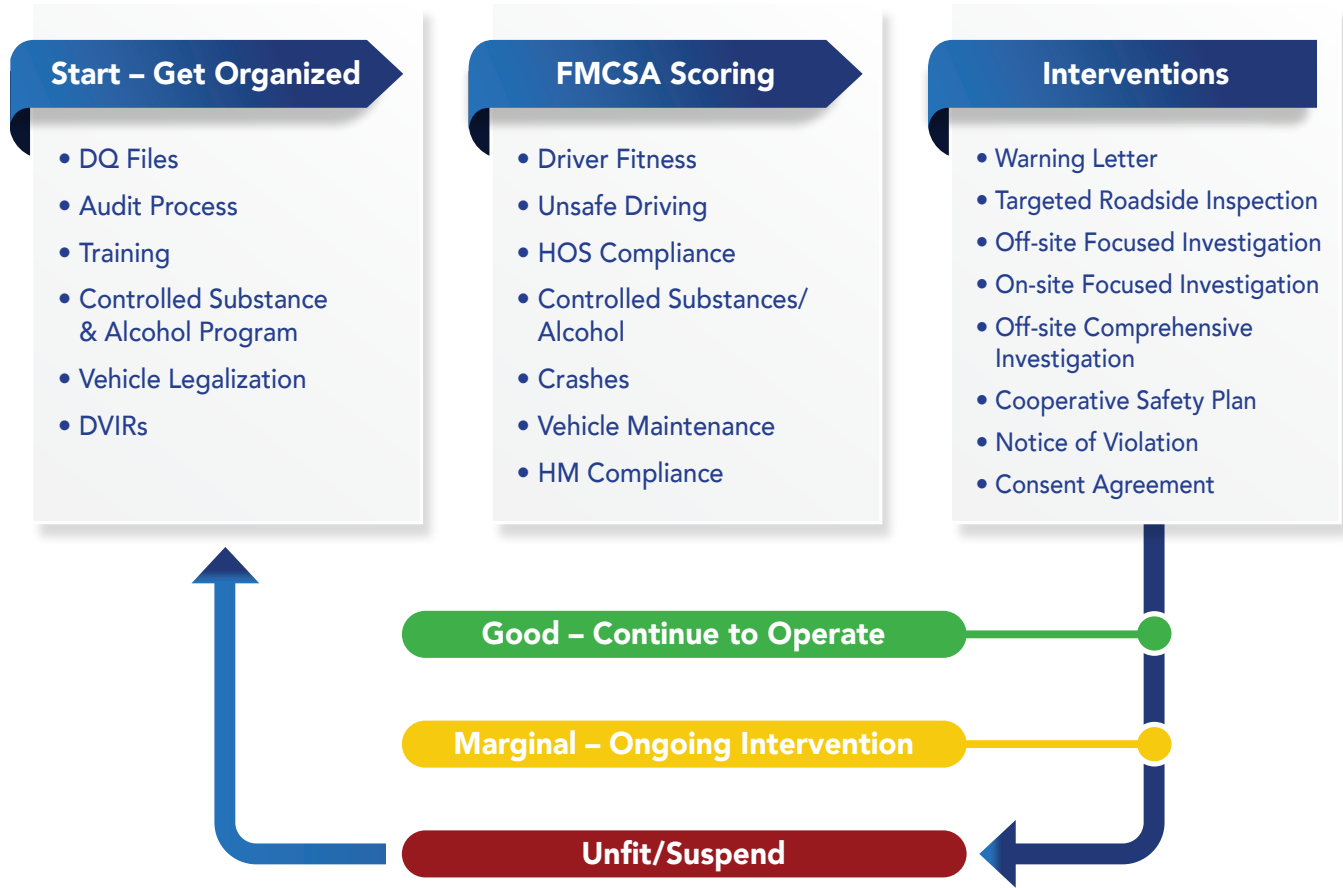 Start – Get Organized
• DQ Files
• Audit Process
• Training
• Controlled Substance
& Alcohol Program
• Vehicle Legalization
• DVIRs
FMCSA Scoring
• Driver Fitness
• Unsafe Driving
• HOS Compliance
• Controlled Substances/
Alcohol
• Crashes
• Vehicle Maintenance
• HM Compliance
Interventions
• Warning Letter
• Targeted Roadside Inspection
• Off-site Focused Investigation
• On-site Focused Investigation
• Off-site Comprehensive
Investigation
• Cooperative Safety Plan
• Notice of Violation
• Consent Agreement
Good – Continue to Operate
Marginal – Ongoing Intervention
Unfit/Suspend